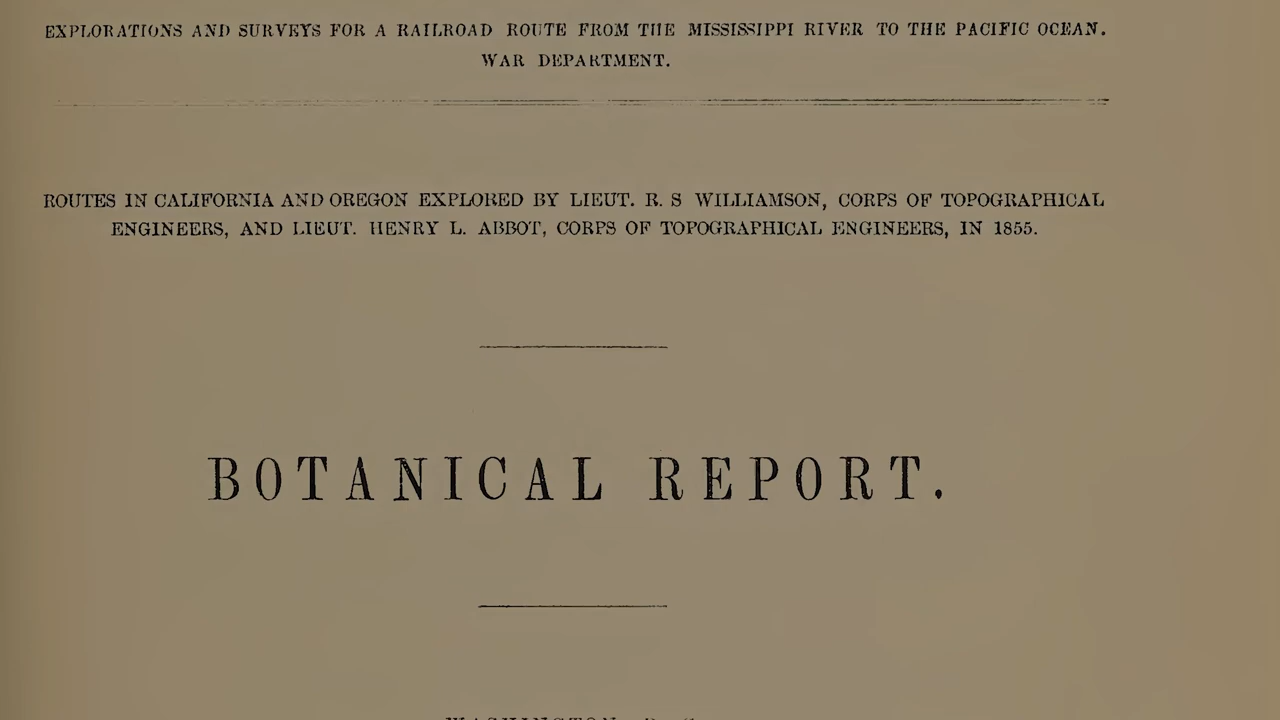 EXPLORATIONS AND SURVEYS FOR A RAILROAD ROUTE FROM THE MISSISSIPPI RIVER TO THE PACIFIC OCEAN.
WAR DEPARTMENT.
ROUTES IN CALIFORNIA AND OREGON EXPLORED BY LIEUT. R. S WILLIAMSON, CORPS OF TOPOGRAPHICAL
ENGINEERS, AND LIEUT. HENRY L. ABBOT, CORPS OF TOPOGRAPHICAL ENGINEERS, IN 1855.
BOTANICAL REPORT.